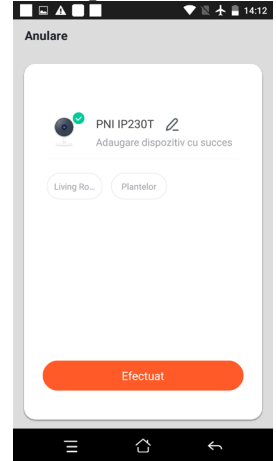 14:12
Anulare
PNI IP230T
Adaugare dispozitiv cu succes
Living Ro... Plantelor
Efectuat